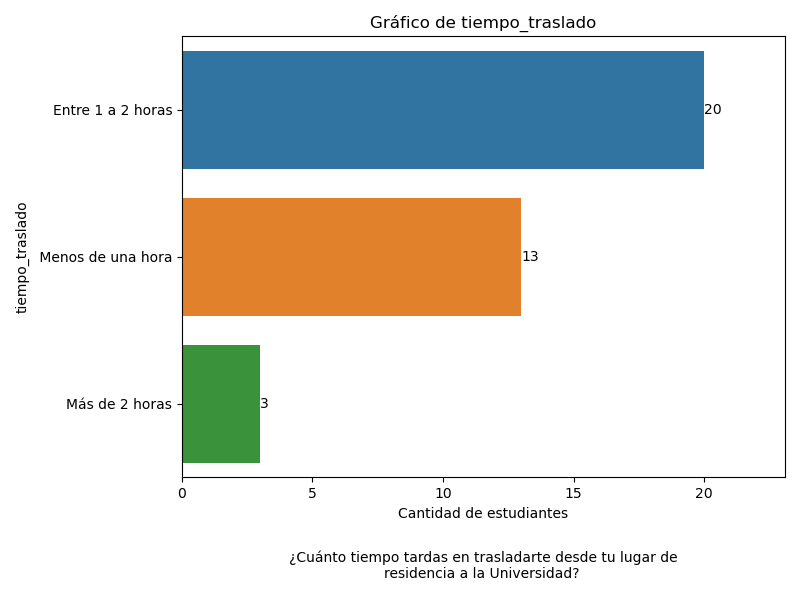 Gráfico de tiempo_traslado
Entre 1 a 2 horas
20
tiempo_traslado
Menos de una hora
13
Más de 2 horas
3
0 5 10 15 20
Cantidad de estudiantes
¿Cuánto tiempo tardas en trasladarte desde tu lugar de
residencia a la Universidad?